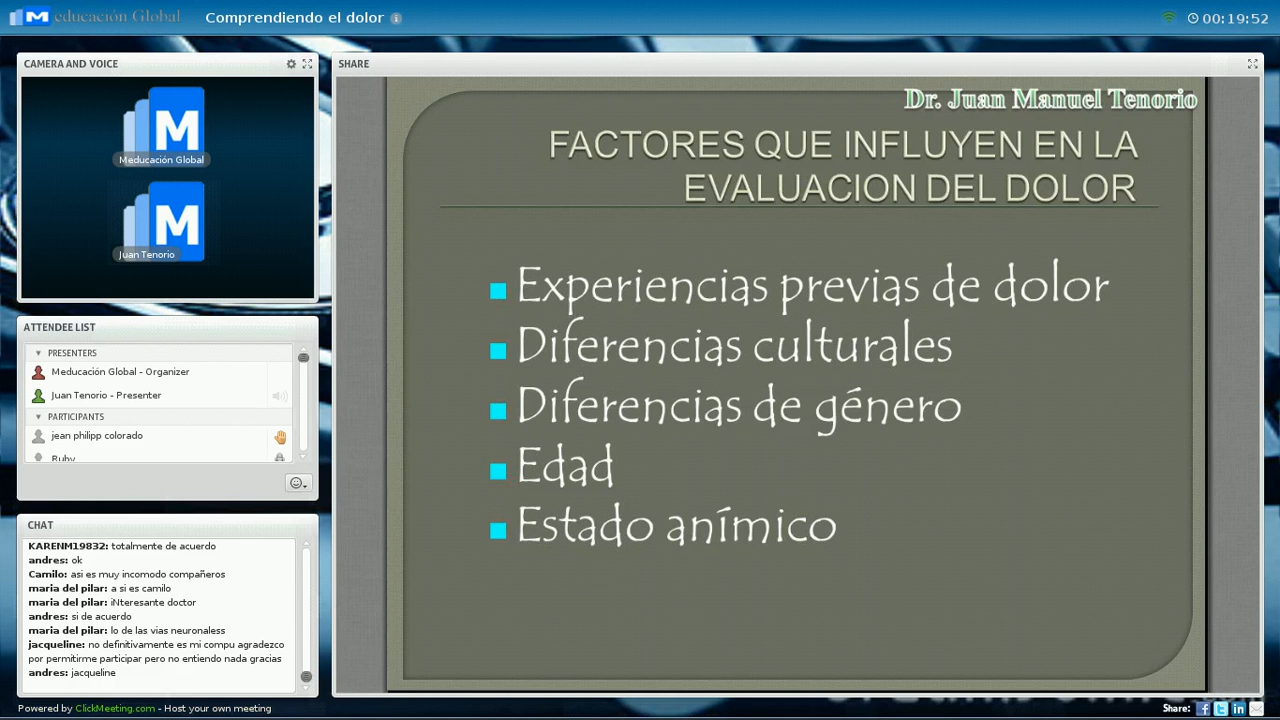 M educación Global
Comprendiendo el dolor
00:19:52
CAMERA AND VOICE
M
Meducación Global
M
Juan Tenorio
ATTENDEE LIST
PRESENTERS
Meducación Global - Organizer
Juan Tenorio - Presenter
PARTICIPANTS
jean philipp colorado
Ruby
CHAT
KARENM19832: totalmente de acuerdo
andres: ok
Camilo: asi es muy incomodo compañeros
maria del pilar: a si es camilo
maria del pilar: iNteresante doctor
andres: si de acuerdo
maria del pilar: lo de las vias neuronaless
jacqueline: no definitivamente es mi compu agradezco
por permitirme participar pero no entiendo nada gracias
andres: jacqueline
SHARE
Dr. Juan Manuel Tenorio
FACTORES QUE INFLUYEN EN LA
EVALUACION DEL DOLOR
Experiencias previas de dolor
Diferencias culturales
Diferencias de género
Edad
Estado anímico
Powered by ClickMeeting.com - Host your own meeting
Share: